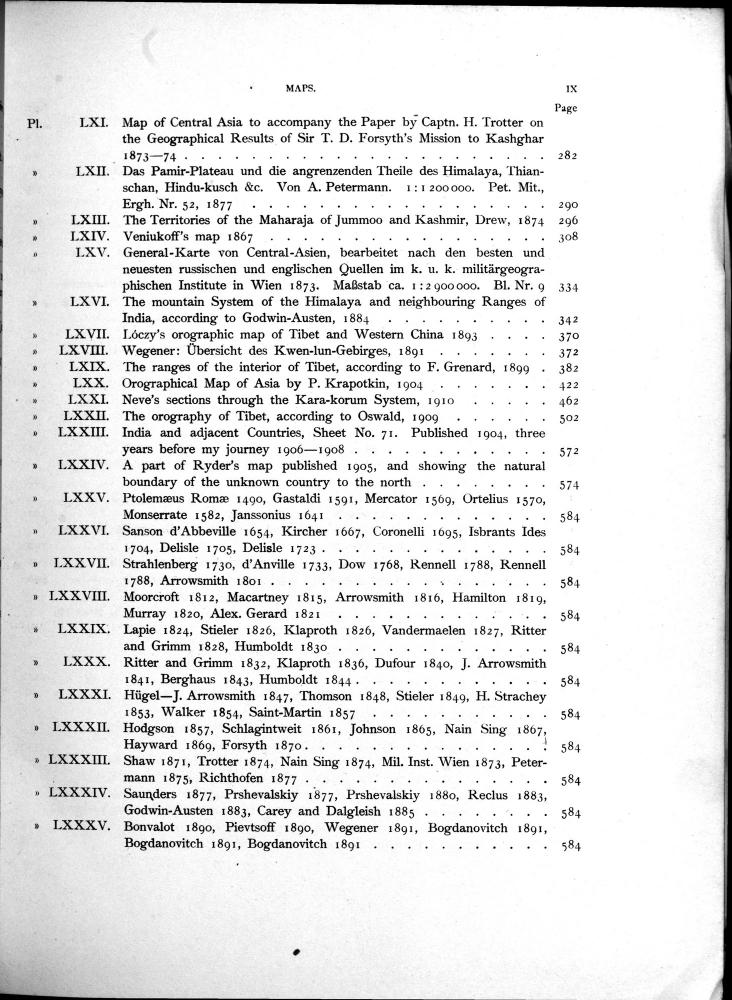 MAPS. IX
Page
Pl. LXI. Map of Central Asia to accompany the Paper by Captn. H. Trotter on
the Geographical Results of Sir T. D. Forsyth's Mission to Kashghar
1873—74 . . . . . . . . . . . . . . . . . . . . . 282
» LXII. Das Pamir-Plateau und die angrenzenden Theile des Himalaya, Thian-
schan, Hindu-kusch &c. Von A. Petermann. 1:1 200 000. Pet. Mit.,
Ergh. Nr. 52, 1877 . . . . . . . . . . . . . . . . . 290
» LXIII. The Territories of the Maharaja of Jummoo and Kashmir, Drew, 1874 296
» LXIV. Veniukoff's map 1867 . . . . . . . . . . . . . . . 308
» LXV. General-Karte von Central-Asien, bearbeitet nach den besten und
neuesten russischen und englischen Quellen im k. u. k. militärgeogra-
phischen Institute in Wien 1873. Maßstab ca. 1:2 900 000. Bl. Nr. 9 334
» LXVI. The mountain System of the Himalaya and neighbouring Ranges of
India, according to Godwin-Austen, 1884 . . . . . . . . . 342
» LXVII. Lóczy's orographic map of Tibet and Western China 1893 . . . . 370
» LXVIII. Wegener: Übersicht des Kwen-lun-Gebirges, 1891 . . . . . . . 372
» LXIX. The ranges of the interior of Tibet, according to F. Grenard, 1899 . 382
» LXX. Orographical Map of Asia by P. Krapotkin, 1904 . . . . . . . 422
» LXXI. Neve's sections through the Kara-korum System, 1910 . . . . . 462
» LXXII. The orography of Tibet, according to Oswald, 1909 . . . . . . 502
» LXXIII. India and adjacent Countries, Sheet No. 71. Published 1904, three
years before my journey 1906—1908 . . . . . . . . . . . . 572
» LXXIV. A part of Ryder's map published 1905, and showing the natural
boundary of the unknown country to the north . . . . . . . . 574
» LXXV. Ptolemæus Romæ 1490, Gastaldi 1591, Mercator 1569, Ortelius 1570,
Monserrate 1582, Janssonius 1641 . . . . . . . . . . . . . 584
» LXXVI. Sanson d'Abbeville 1654, Kircher 1667, Coronelli 1695, Isbrants Ides
1704, Delisle 1705, Delisle 1723 . . . . . . . . . . . . . . 584
» LXXVII. Strahlenberg 1730, d'Anville 1733, Dow 1768, Rennell 1788, Rennell
1788, Arrowsmith 1801 . . . . . . . . . . . . . . . . . 584
» LXXVIII. Moorcroft 1812, Macartney 1815, Arrowsmith 1816, Hamilton 1819,
Murray 1820, Alex. Gerard 1821 . . . . . . . . . . . . . 584
» LXXIX. Lapie 1824, Stieler 1826, Klaproth 1826, Vandermaelen 1827, Ritter
and Grimm 1828, Humboldt 1830 . . . . . . . . . . . . . 584
» LXXX. Ritter and Grimm 1832, Klaproth 1836, Dufour 1840, J. Arrowsmith
1841, Berghaus 1843, Humboldt 1844 . . . . . . . . . . . . 584
» LXXXI. Hügel—J. Arrowsmith 1847, Thomson 1848, Stieler 1849, H. Strachey
1853, Walker 1854, Saint-Martin 1857 . . . . . . . . . . . 584
» LXXXII. Hodgson 1857, Schlagintweit 1861, Johnson 1865, Nain Sing 1867,
Hayward 1869, Forsyth 1870 . . . . . . . . . . . . . . . 584
» LXXXIII. Shaw 1871, Trotter 1874, Nain Sing 1874, Mil. Inst. Wien 1873, Peter-
mann 1875, Richthofen 1877 . . . . . . . . . . . . . . . 584
» LXXXIV. Saunders 1877, Prshevalskiy 1877, Prshevalskiy 1880, Reclus 1883,
Godwin-Austen 1883, Carey and Dalgleish 1885 . . . . . . . . 584
» LXXXV. Bonvalot 1890, Pievtsoff 1890, Wegener 1891, Bogdanovitch 1891,
Bogdanovitch 1891, Bogdanovitch 1891 . . . . . . . . . . . 584